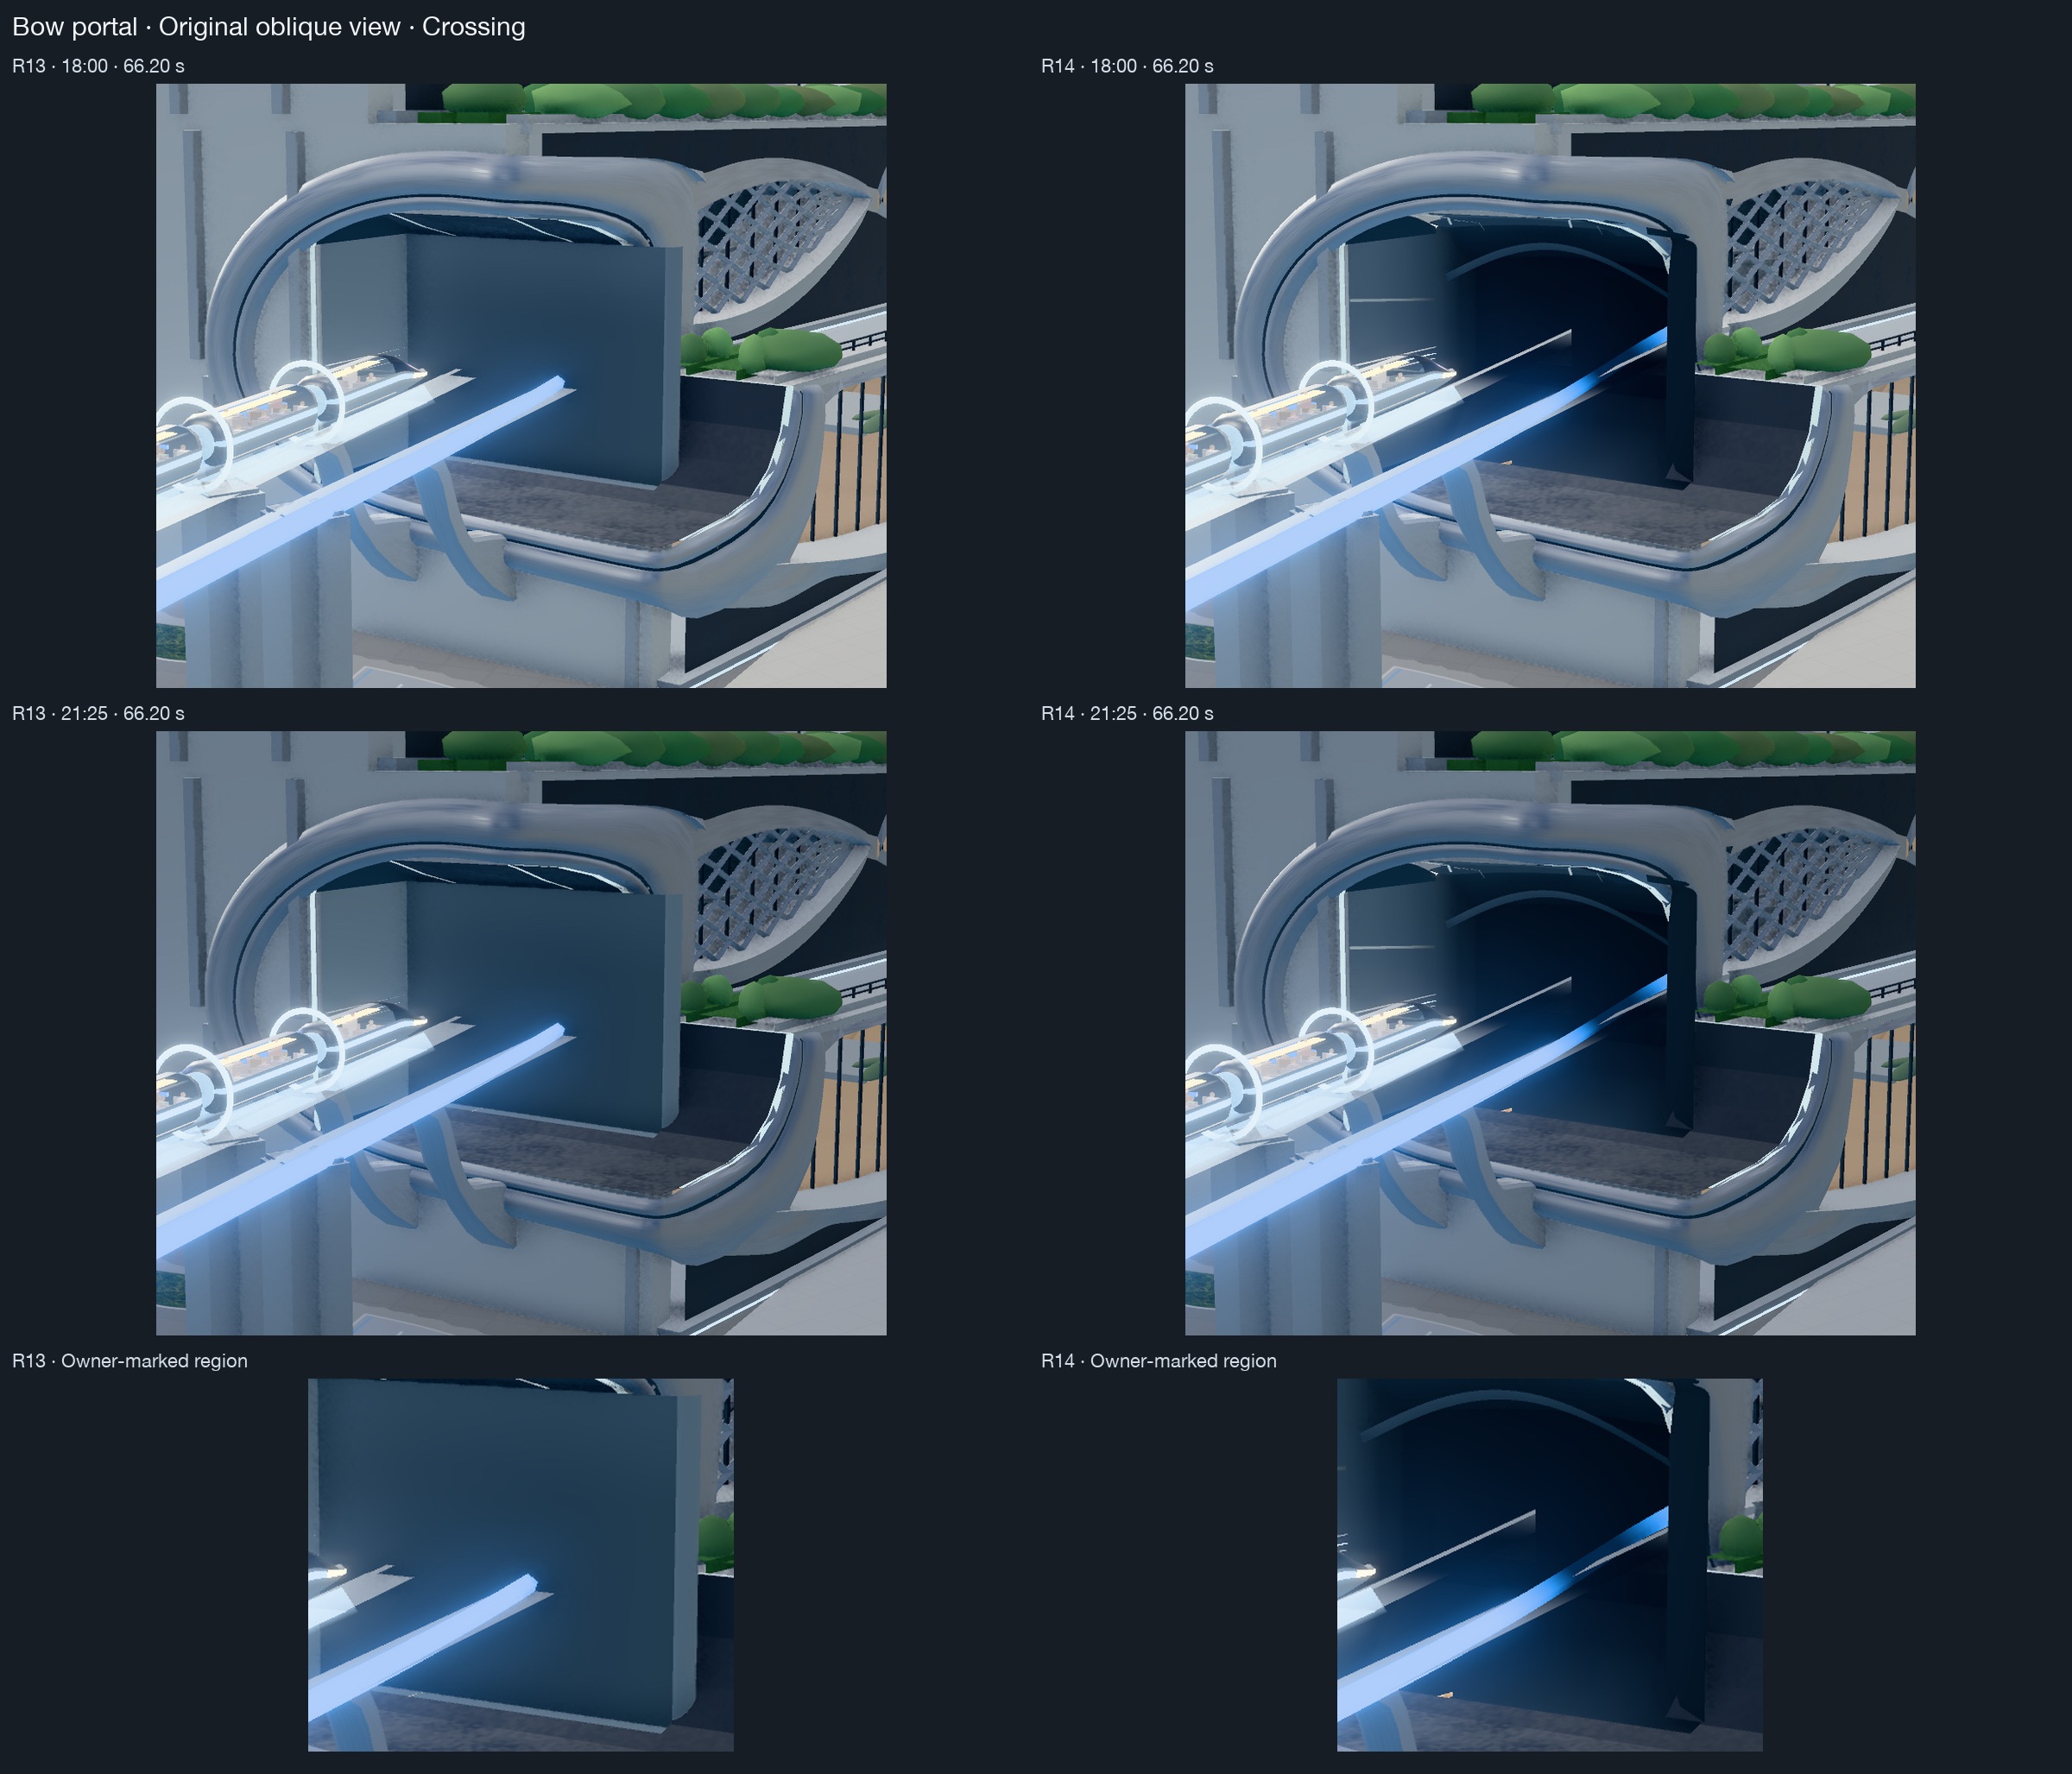 Bow portal · Original oblique view · Crossing
R13 · 18:00 · 66.20 s
R14 · 18:00 · 66.20 s
R13 · 21:25 · 66.20 s
R14 · 21:25 · 66.20 s
R13 · Owner-marked region
R14 · Owner-marked region